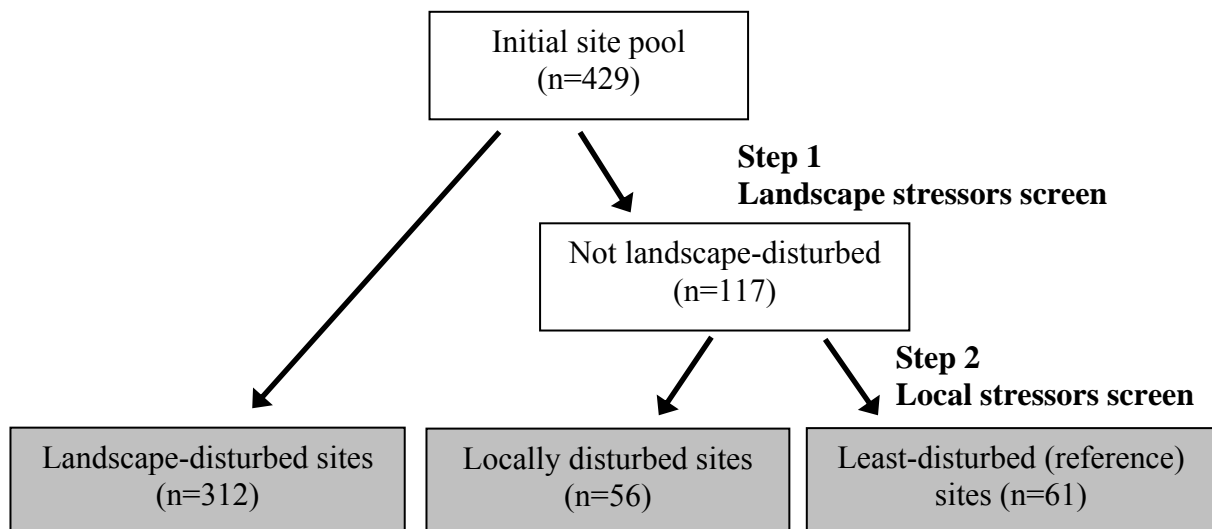 Initial site pool
(n=429)
Step 1
Landscape stressors screen
Not landscape-disturbed
(n=117)
Step 2
Local stressors screen
Landscape-disturbed sites
(n=312)
Locally disturbed sites
(n=56)
Least-disturbed (reference)
sites (n=61)